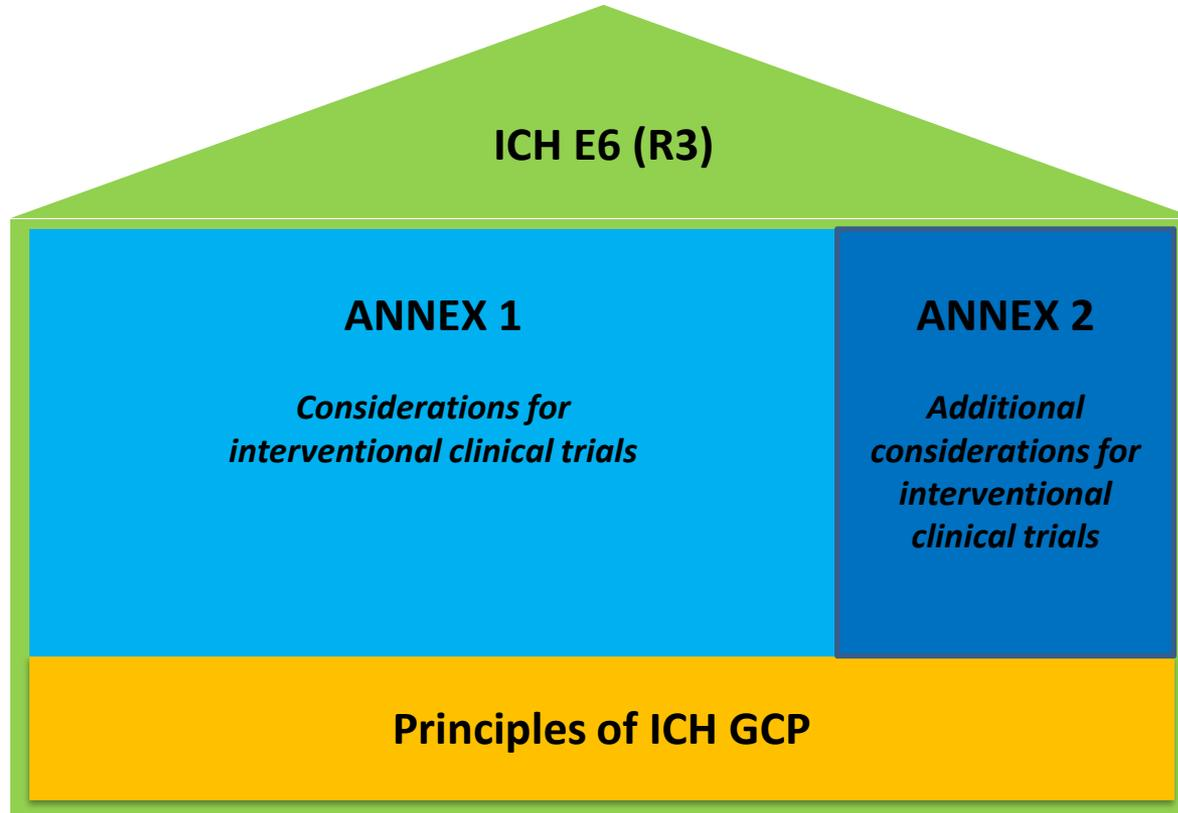 ICH E6 (R3)
ANNEX 1
Considerations for
interventional clinical trials
ANNEX 2
Additional
considerations for
interventional
clinical trials
Principles of ICH GCP